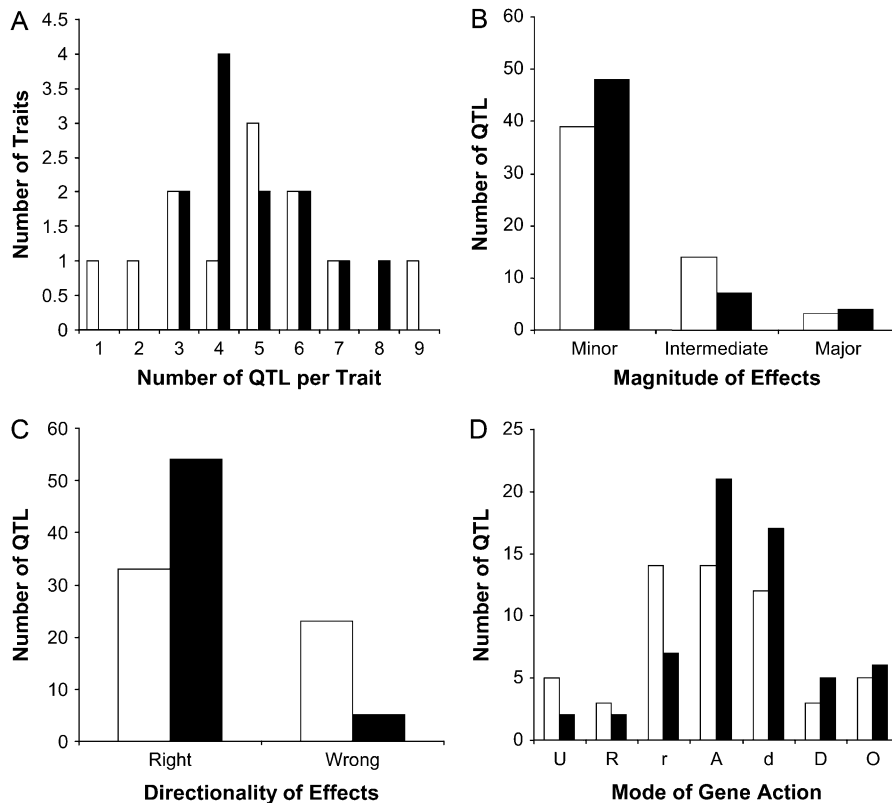 A
Number of Traits
4.5
4
3.5
3
2.5
2
1.5
1
0.5
0
1 2 3 4 5 6 7 8 9
Number of QTL per Trait
B
Number of QTL
60
50
40
30
20
10
0
Minor Intermediate Major
Magnitude of Effects
C
Number of QTL
60
50
40
30
20
10
0
Right Wrong
Directionality of Effects
D
Number of QTL
25
20
15
10
5
0
U R r A d D O
Mode of Gene Action